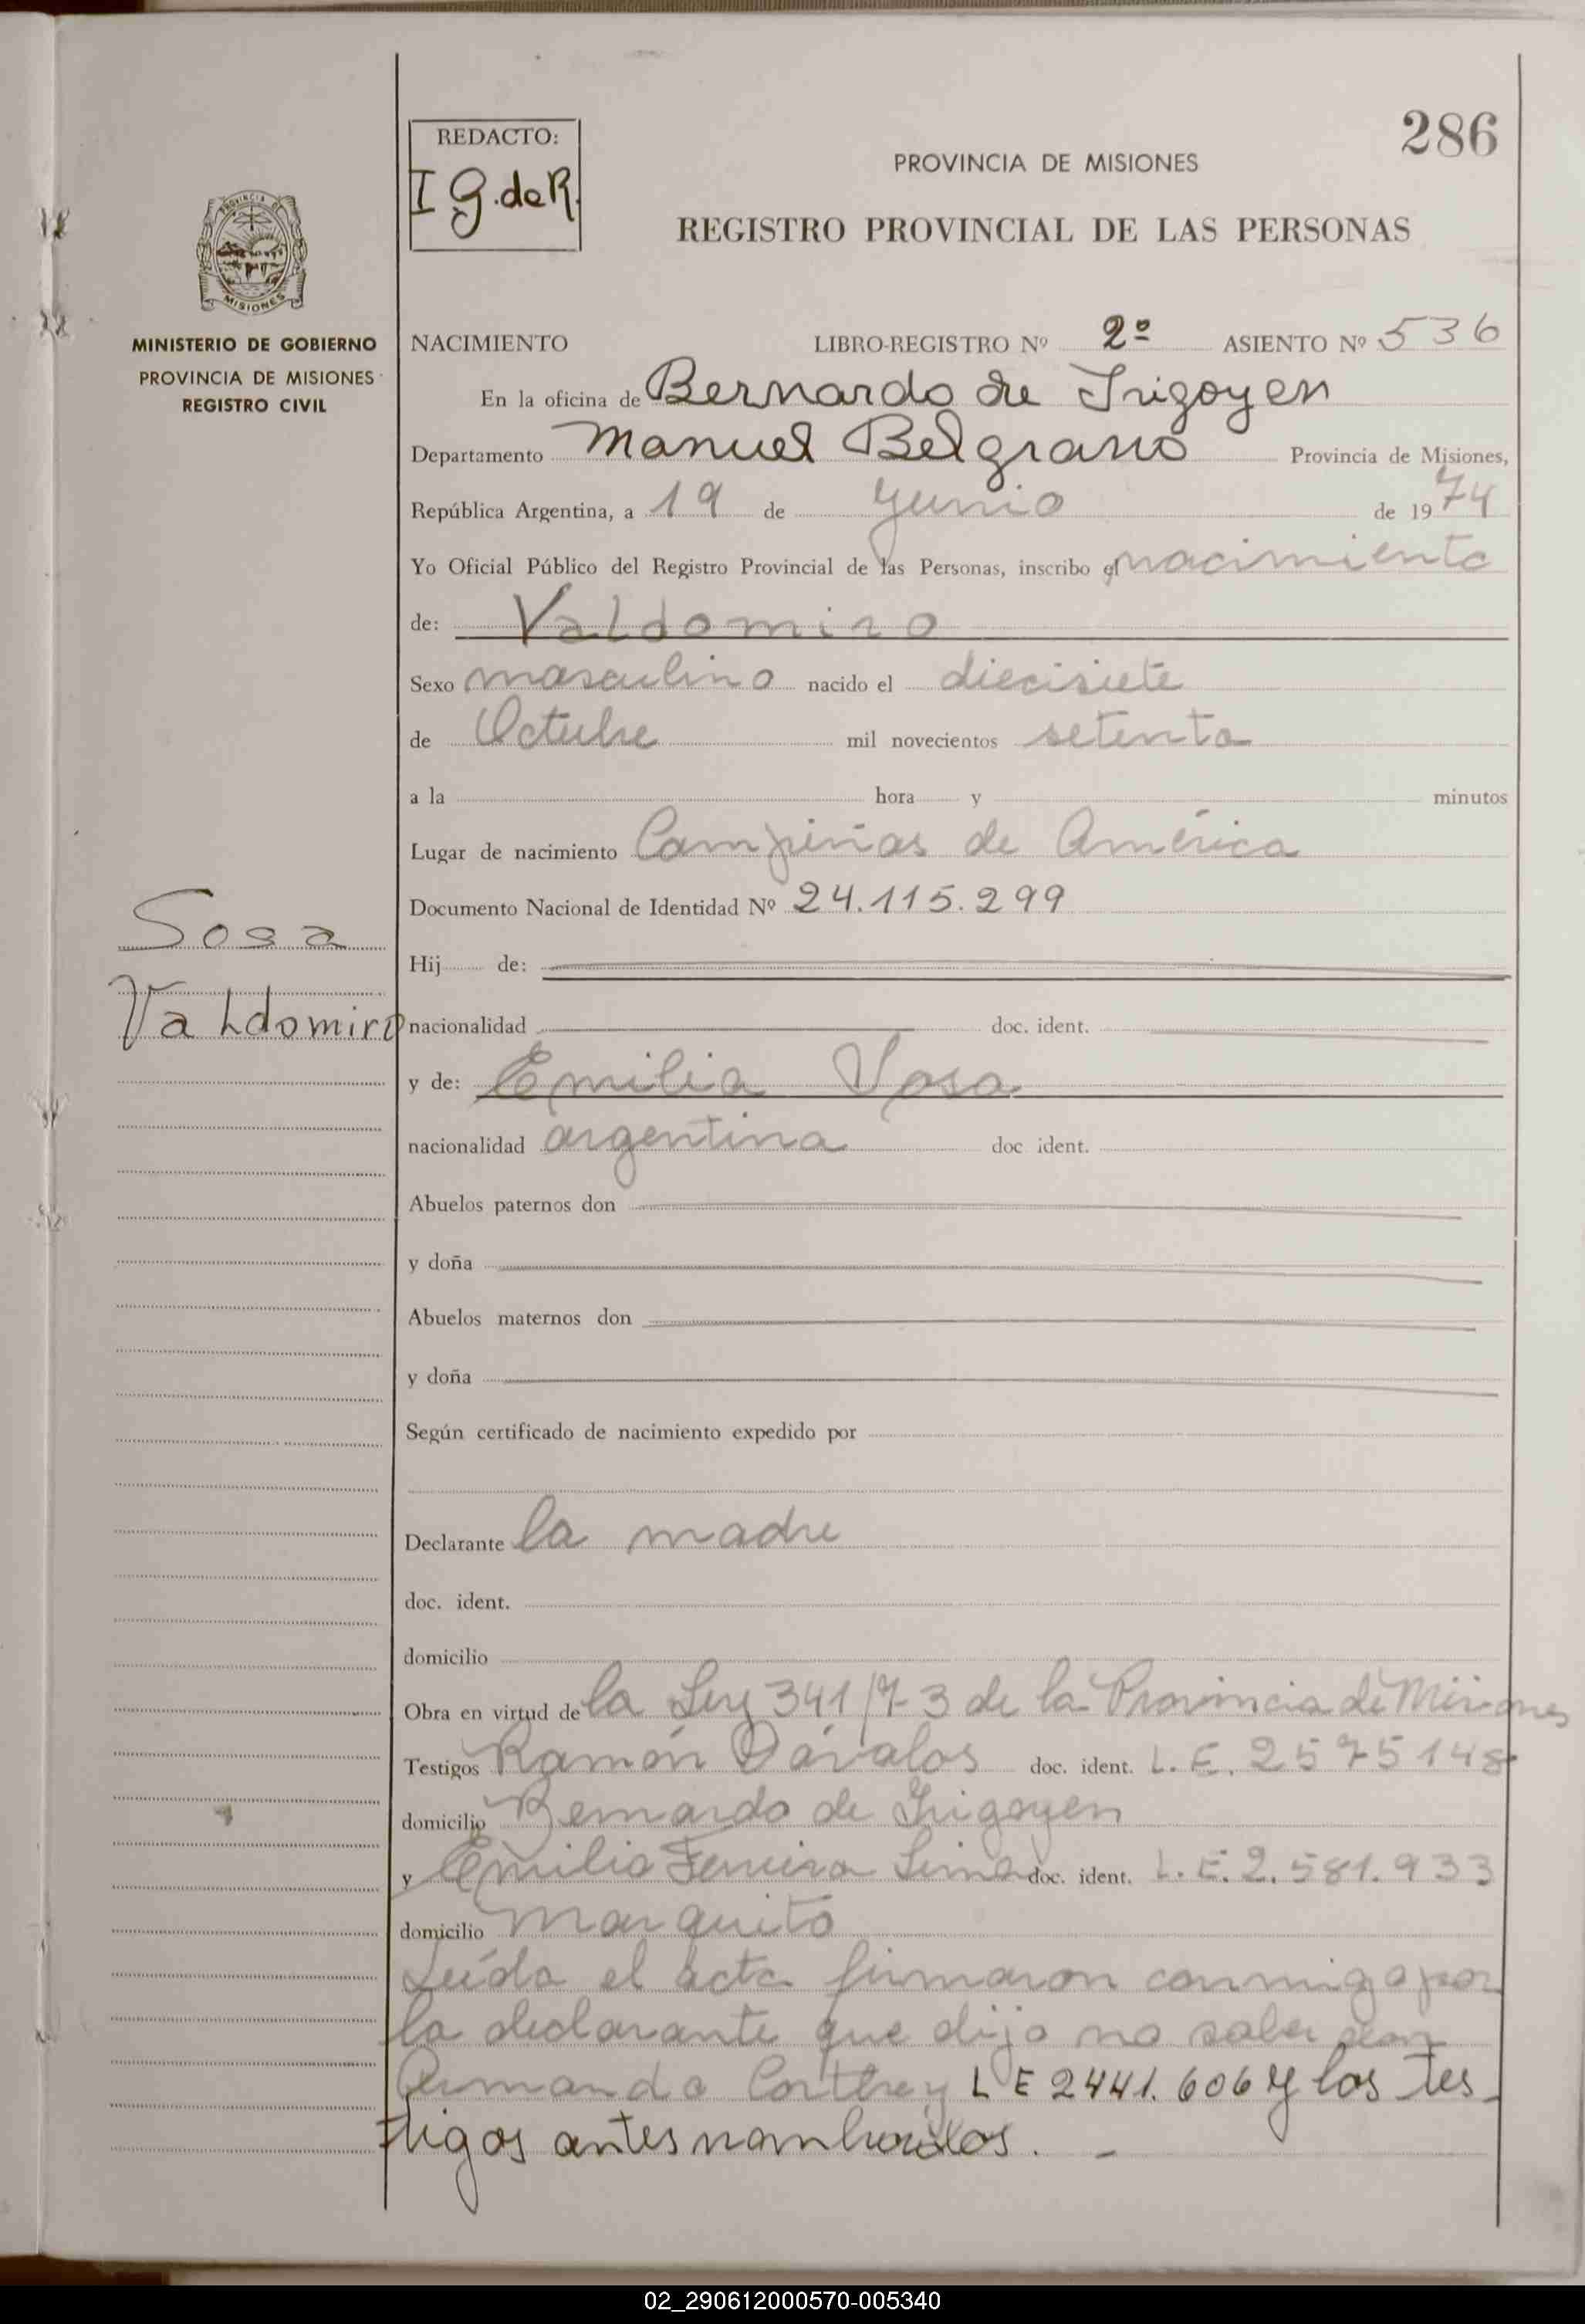 286
REDACTO:
I G. de R.
PROVINCIA DE MISIONES
REGISTRO PROVINCIAL DE LAS PERSONAS
PROVINCIA DE
MISIONES
MINISTERIO DE GOBIERNO
PROVINCIA DE MISIONES
REGISTRO CIVIL
NACIMIENTO LIBRO-REGISTRO Nº 2º ASIENTO Nº 536
En la oficina de Bernardo de Irigoyen
Departamento Manuel Belgrano Provincia de Misiones,
República Argentina, a 19 de Junio de 1974
Yo Oficial Público del Registro Provincial de las Personas, inscribo el nacimiento
de: Valdomiro
Sexo masculino nacido el diecisiete
de Octubre mil novecientos setenta
a la hora y minutos
Lugar de nacimiento Campiñas de América
Documento Nacional de Identidad Nº 24.115.299
Sosa
Hij de:
Valdomiro
nacionalidad doc. ident.
y de: Emilia Sosa
nacionalidad argentina doc ident.
Abuelos paternos don
y doña
Abuelos maternos don
y doña
Según certificado de nacimiento expedido por
Declarante la madre
doc. ident.
domicilio
Obra en virtud de la Ley 341/73 de la Provincia de Misiones
Testigos Ramón Dávalos doc. ident. L.E. 2575148
domicilio Bernardo de Irigoyen
y Emilio Ferreira Lima doc. ident. L.E. 2.581.933
domicilio Marquito
Leída el acta firmaron conmigo por
la declarante que dijo no saber don
Armando Corthey L E 2441.606 y los tes-
tigos antes nombrados. -
02_290612000570-005340